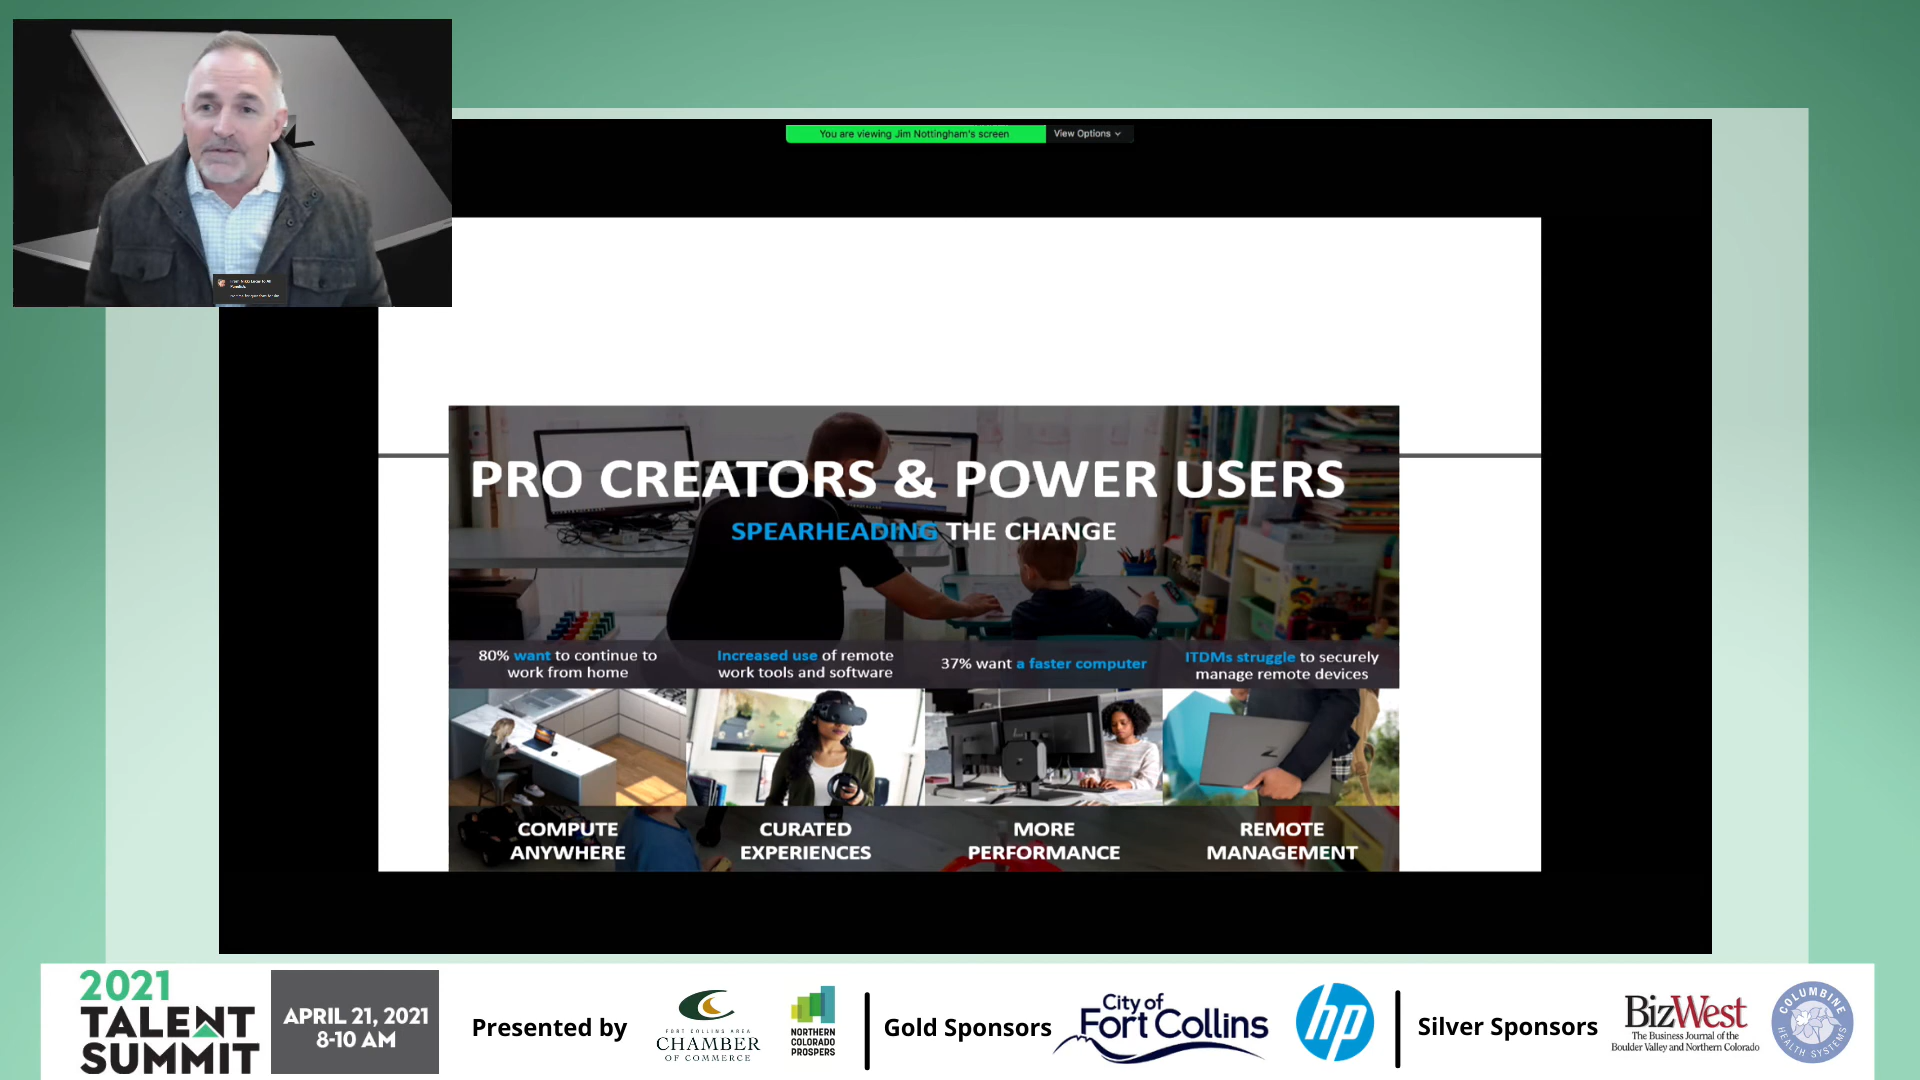 You are viewing Jim Nottingham's screen
View Options
PRO CREATORS & POWER USERS
SPEARHEADING THE CHANGE
80% want to continue to
work from home
Increased use of remote
work tools and software
37% want a faster computer
ITDMs struggle to securely
manage remote devices
COMPUTE
ANYWHERE
CURATED
EXPERIENCES
MORE
PERFORMANCE
REMOTE
MANAGEMENT
2021
TALENT
SUMMIT
APRIL 21, 2021
8-10 AM
Presented by
FORT COLLINS AREA
CHAMBER
OF COMMERCE
NORTHERN
COLORADO
PROSPERS
Gold Sponsors
City of
Fort Collins
hp
Silver Sponsors
BizWest
The Business Journal of the
Boulder Valley and Northern Colorado
COLUMBINE
HEALTH SYSTEMS